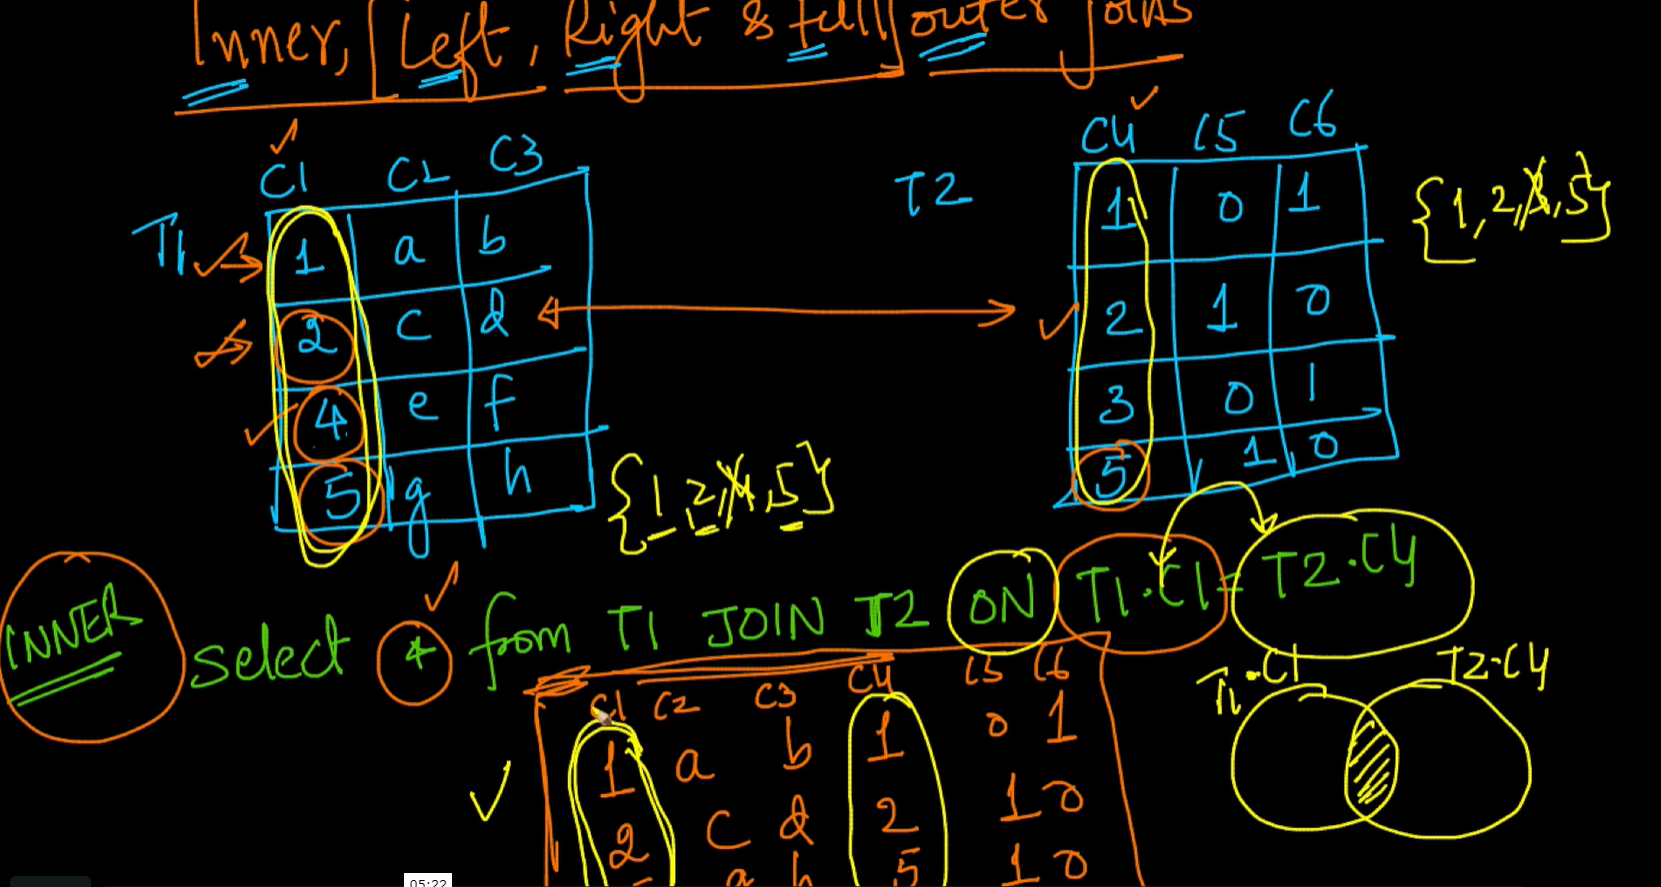 Inner, [Left, Right & full] outer joins
C1 C2 C3
T1
1 a b
2 c d
4 e f
5 g h
{1,2,4,5}
T2
C4 C5 C6
1 0 1
2 1 0
3 0 1
5 1 0
{1,2,3,5}
INNER select * from T1 JOIN T2 ON T1.C1 = T2.C4
C1 C2 C3 C4 C5 C6
1 a b 1 0 1
2 c d 2 1 0
g h 5 1 0
T1.C1 T2.C4
05:22